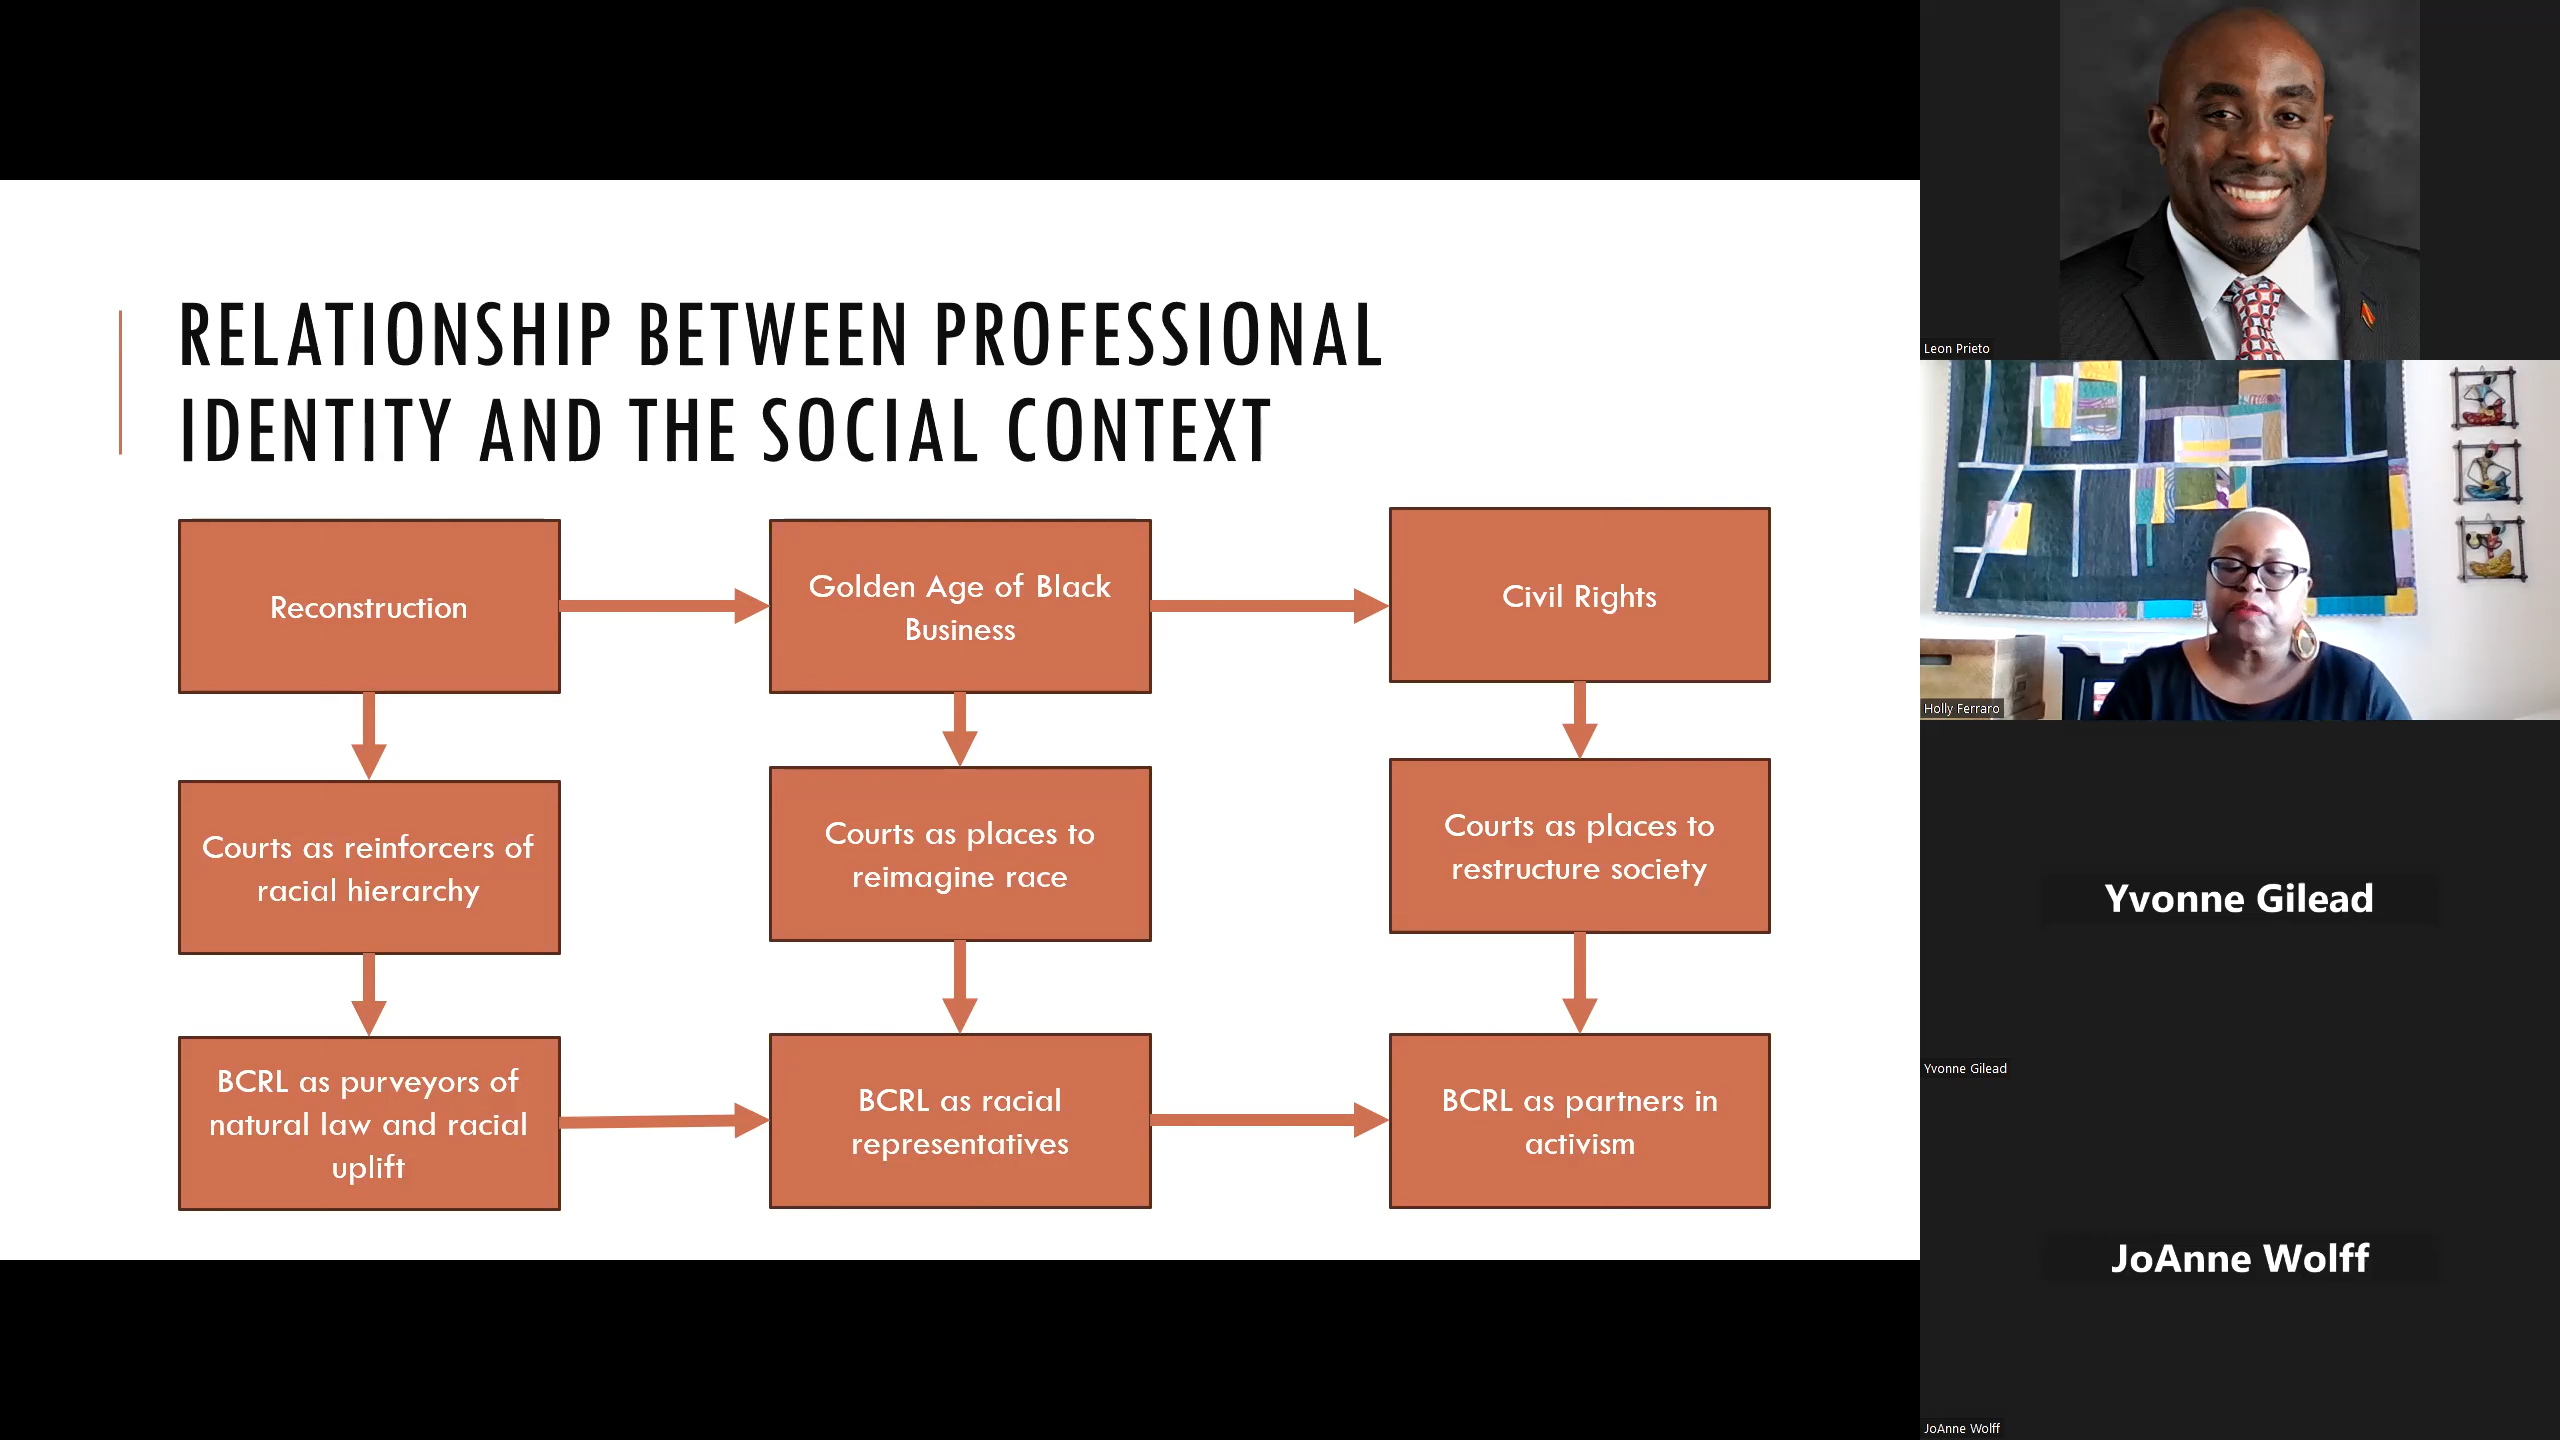 RELATIONSHIP BETWEEN PROFESSIONAL
IDENTITY AND THE SOCIAL CONTEXT
Reconstruction
Golden Age of Black
Business
Civil Rights
Courts as reinforcers of
racial hierarchy
Courts as places to
reimagine race
Courts as places to
restructure society
BCRL as purveyors of
natural law and racial
uplift
BCRL as racial
representatives
BCRL as partners in
activism
Leon Prieto
Holly Ferraro
Yvonne Gilead
Yvonne Gilead
JoAnne Wolff
JoAnne Wolff